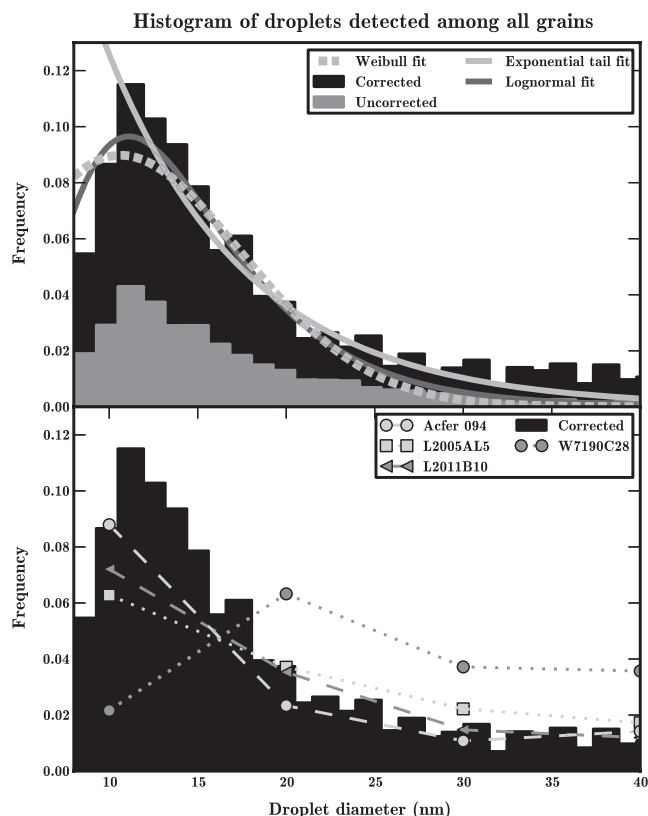 Histogram of droplets detected among all grains
Weibull fit
Corrected
Uncorrected
Exponential tail fit
Lognormal fit
0.12
0.10
0.08
0.06
0.04
0.02
0.00
Frequency
Acfer 094
L2005AL5
L2011B10
Corrected
W7190C28
0.12
0.10
0.08
0.06
0.04
0.02
0.00
Frequency
10 15 20 25 30 35 40
Droplet diameter (nm)